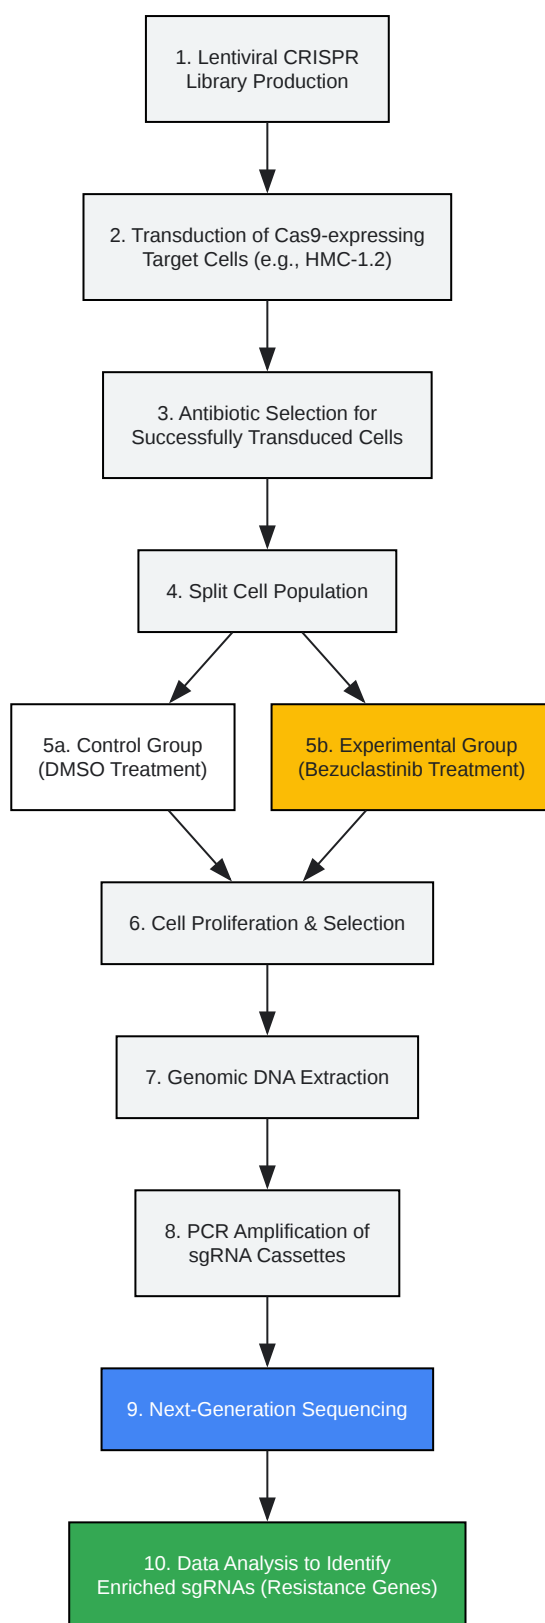 1. Lentiviral CRISPR
Library Production
2. Transduction of Cas9-expressing
Target Cells (e.g., HMC-1.2)
3. Antibiotic Selection for
Successfully Transduced Cells
4. Split Cell Population
5a. Control Group
(DMSO Treatment)
5b. Experimental Group
(Bezuclastinib Treatment)
6. Cell Proliferation & Selection
7. Genomic DNA Extraction
8. PCR Amplification of
sgRNA Cassettes
9. Next-Generation Sequencing
10. Data Analysis to Identify
Enriched sgRNAs (Resistance Genes)